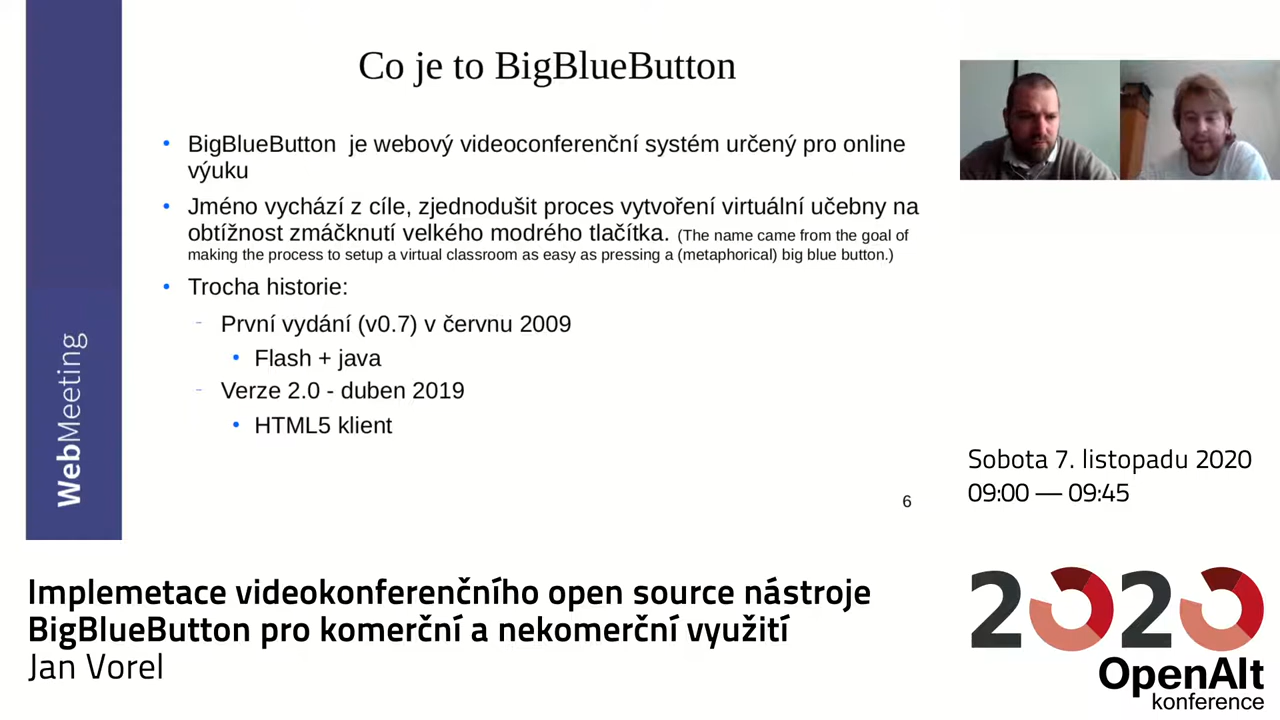 Co je to BigBlueButton
BigBlueButton je webový videoconferenční systém určený pro online
výuku
Jméno vychází z cíle, zjednodušit proces vytvoření virtuální učebny na
obtížnost zmáčknutí velkého modrého tlačítka. (The name came from the goal of
making the process to setup a virtual classroom as easy as pressing a (metaphorical) big blue button.)
Trocha historie:
První vydání (v0.7) v červnu 2009
Flash + java
Verze 2.0 - duben 2019
HTML5 klient
6
WebMeeting
Sobota 7. listopadu 2020
09:00 — 09:45
Implemetace videokonferenčního open source nástroje
BigBlueButton pro komerční a nekomerční využití
Jan Vorel
2020
OpenAlt
konference